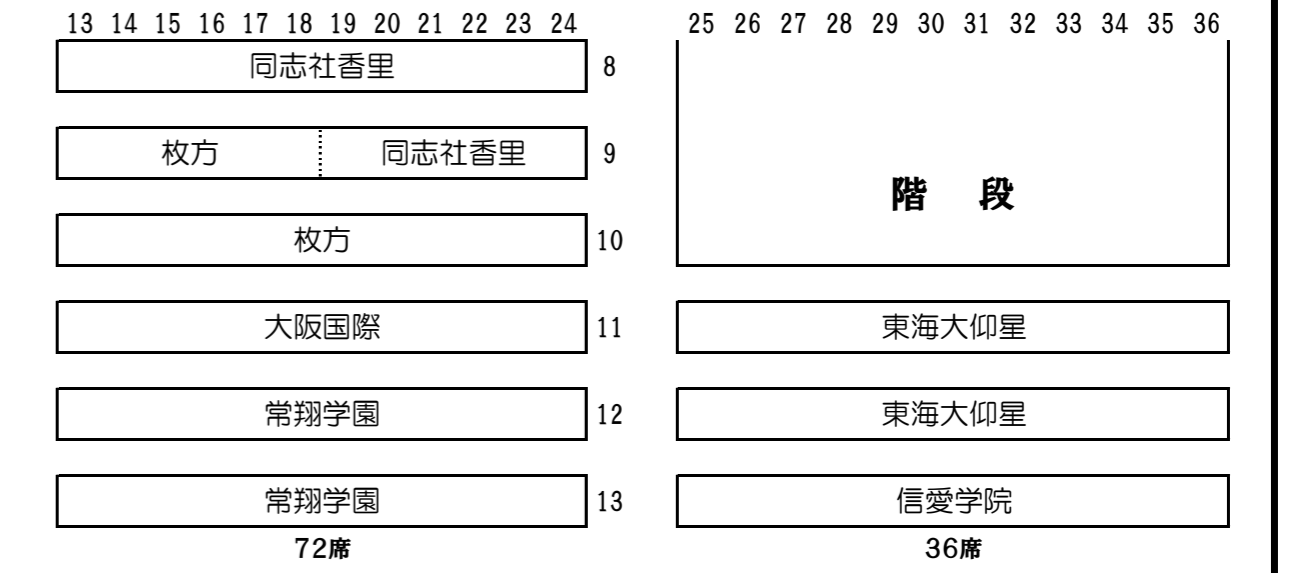 13 14 15 16 17 18 19 20 21 22 23 24 25 26 27 28 29 30 31 32 33 34 35 36
同志社香里 8
枚方 同志社香里 9
階 段
枚方 10
大阪国際 11 東海大仰星
常翔学園 12 東海大仰星
常翔学園 13 信愛学院
72席 36席